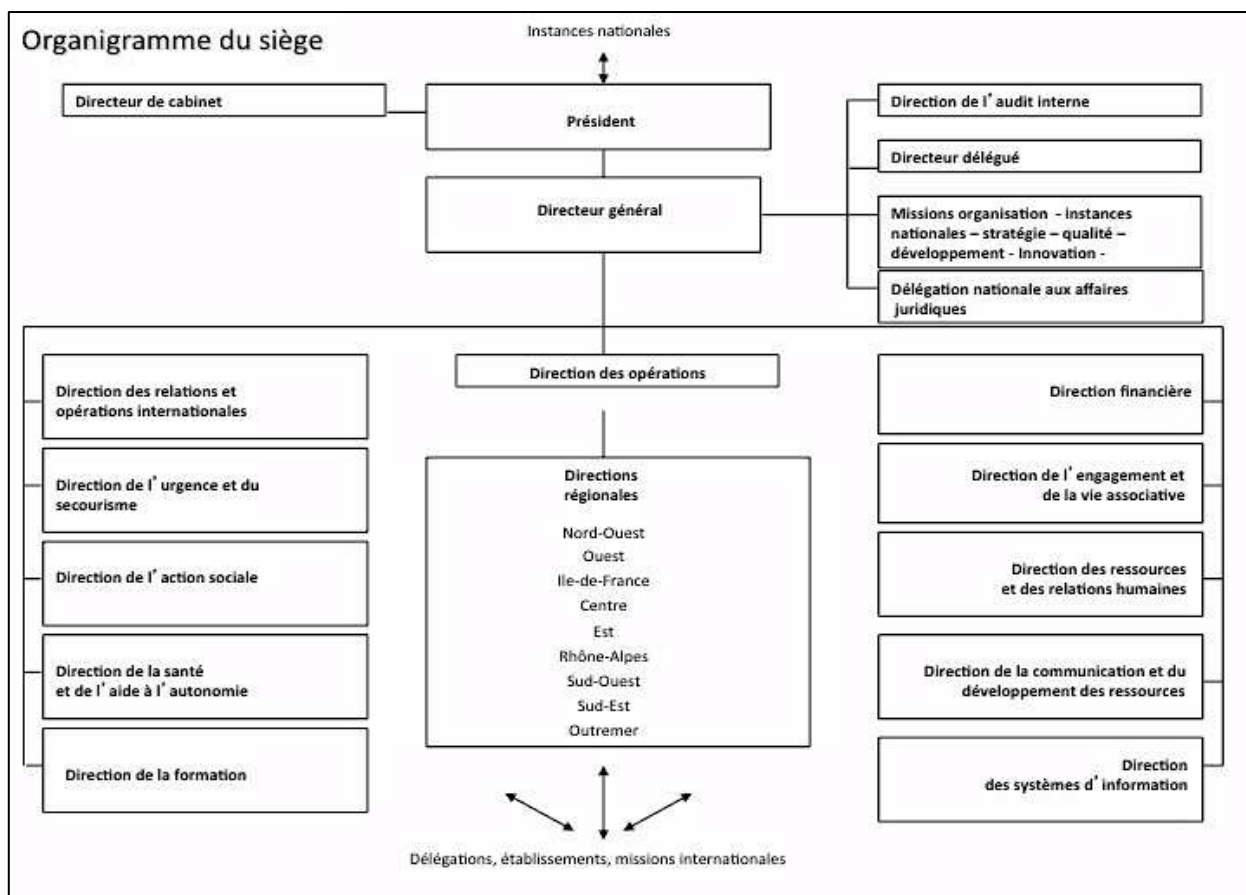 Organigramme du siège
Instances nationales
Directeur de cabinet
Président
Direction de l'audit interne
Directeur délégué
Directeur général
Missions organisation - instances
nationales – stratégie – qualité –
développement - Innovation -
Délégation nationale aux affaires
juridiques
Direction des relations et
opérations internationales
Direction de l'urgence et du
secourisme
Direction de l'action sociale
Direction de la santé
et de l'aide à l'autonomie
Direction de la formation
Direction des opérations
Directions
régionales
Nord-Ouest
Ouest
Ile-de-France
Centre
Est
Rhône-Alpes
Sud-Ouest
Sud-Est
Outremer
Direction financière
Direction de l'engagement et
de la vie associative
Direction des ressources
et des relations humaines
Direction de la communication et du
développement des ressources
Direction
des systèmes d'information
Délégations, établissements, missions internationales